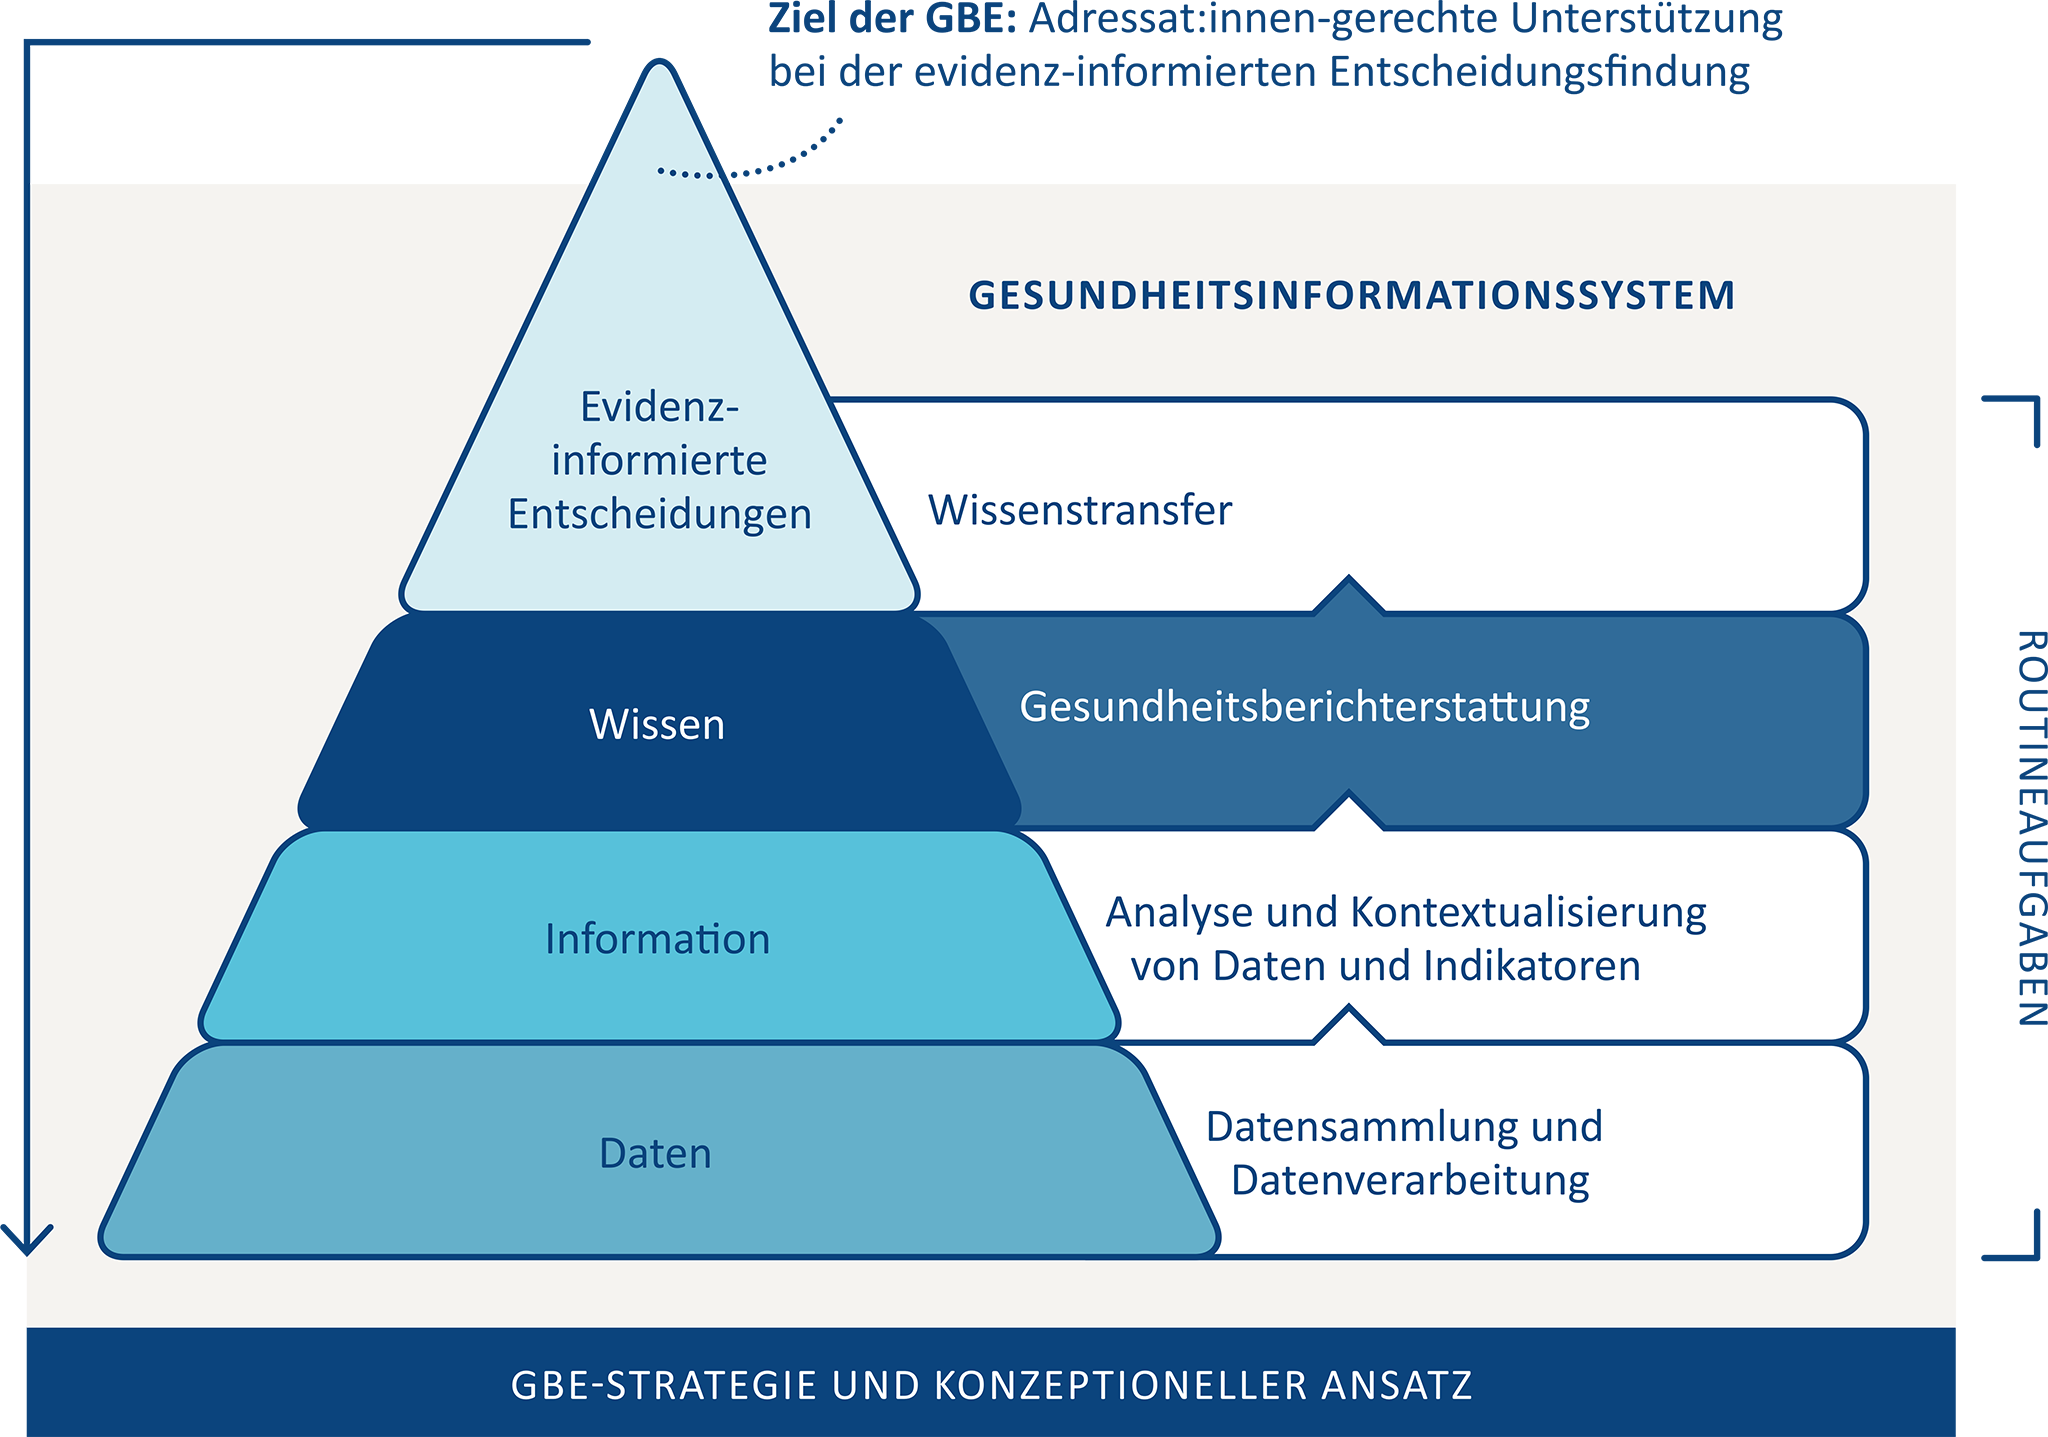 Ziel der GBE: Adressat:innen-gerechte Unterstützung
bei der evidenz-informierten Entscheidungsfindung
GESUNDHEITSINFORMATIONSSYSTEM
Evidenz-
informierte
Entscheidungen
Wissenstransfer
Wissen
Gesundheitsberichterstattung
Information
Analyse und Kontextualisierung
von Daten und Indikatoren
Daten
Datensammlung und
Datenverarbeitung
ROUTINEAUFGABEN
GBE-STRATEGIE UND KONZEPTIONELLER ANSATZ